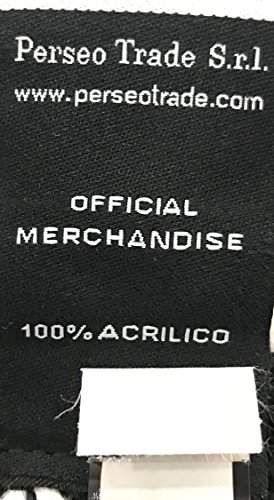 Perseo Trade S.r.l.
www.perseotrade.com
OFFICIAL
MERCHANDISE
100% ACRILICO